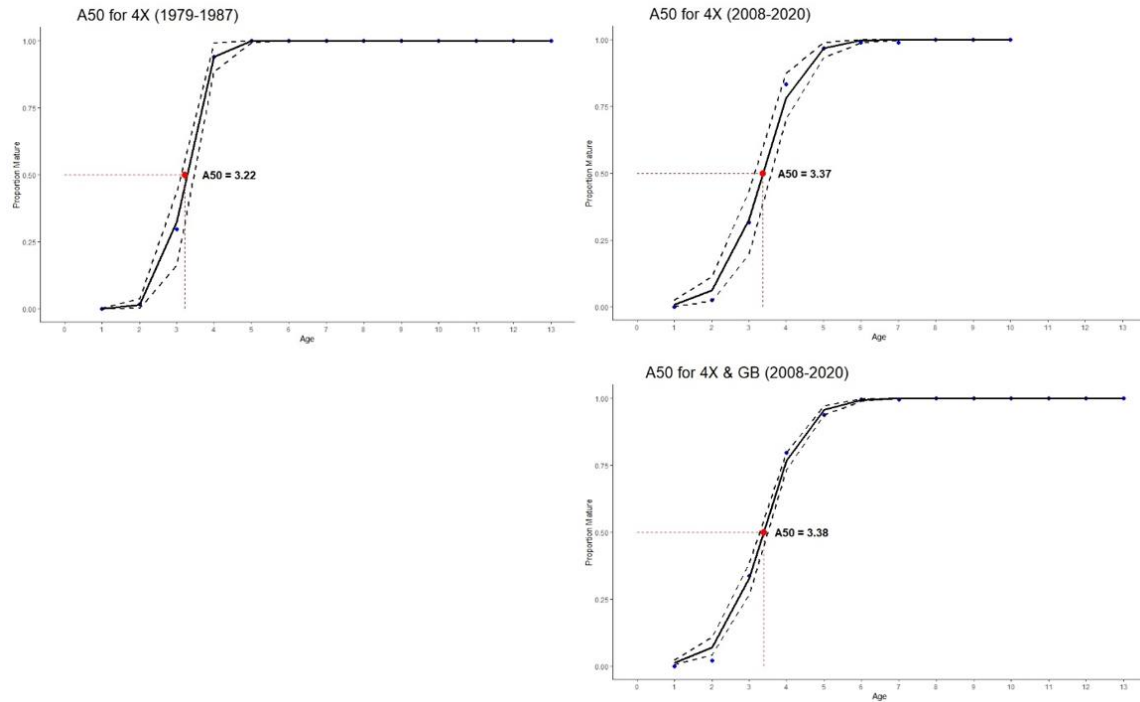 A50 for 4X (1979-1987)
1.00
0.75
0.50
0.25
0.00
Proportion Mature
A50 = 3.22
0 1 2 3 4 5 6 7 8 9 10 11 12 13
Age
A50 for 4X (2008-2020)
1.00
0.75
0.50
0.25
0.00
Proportion Mature
A50 = 3.37
0 1 2 3 4 5 6 7 8 9 10 11 12 13
Age
A50 for 4X & GB (2008-2020)
1.00
0.75
0.50
0.25
0.00
Proportion Mature
A50 = 3.38
0 1 2 3 4 5 6 7 8 9 10 11 12 13
Age